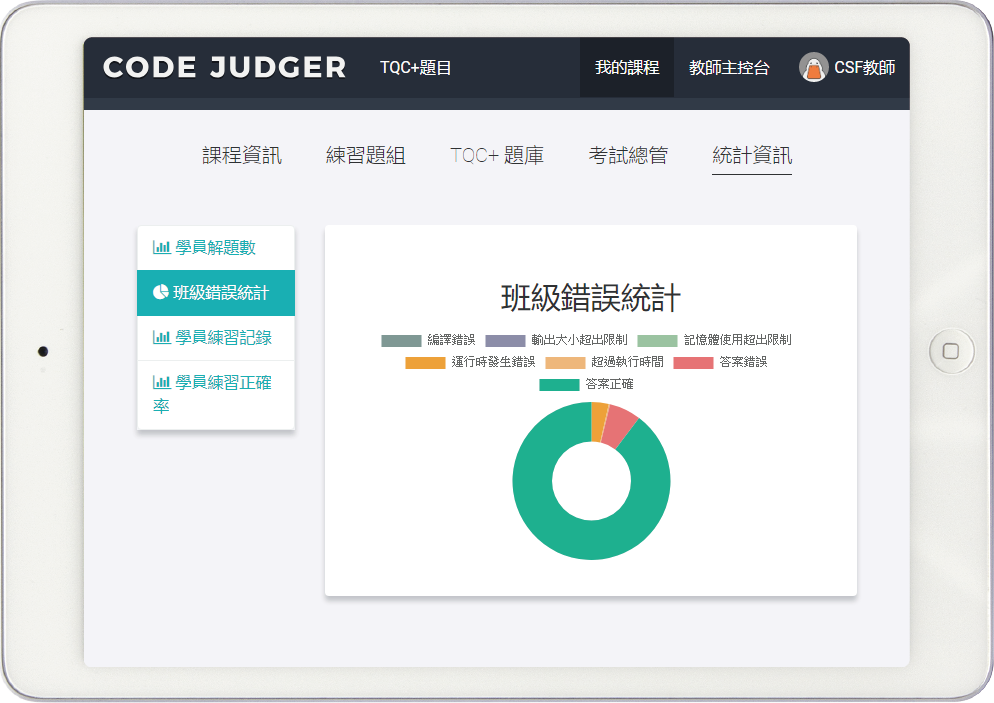 CODE JUDGER TQC+題目 我的課程 教師主控台 CSF教師
課程資訊 練習題組 TQC+ 題庫 考試總管 統計資訊
學員解題數
班級錯誤統計
學員練習記錄
學員練習正確
率
班級錯誤統計
編譯錯誤 輸出大小超出限制 記憶體使用超出限制
運行時發生錯誤 超過執行時間 答案錯誤
答案正確